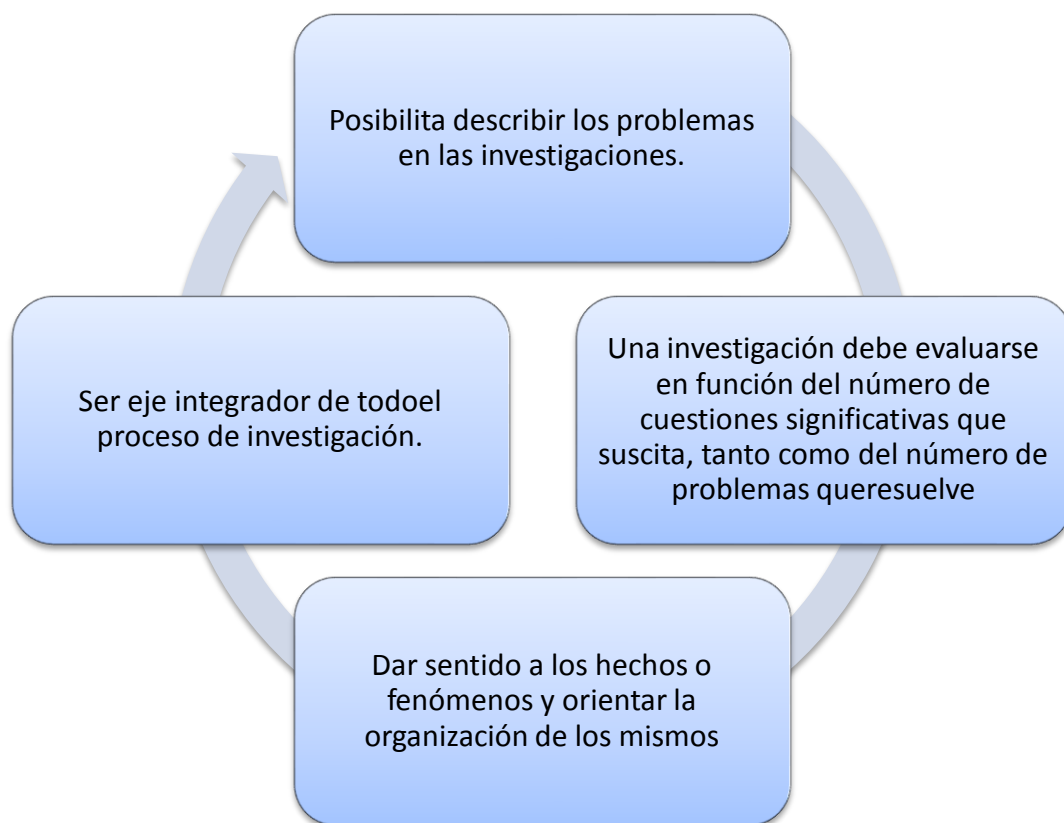 Posibilita describir los problemas
en las investigaciones.
Una investigación debe evaluarse
en función del número de
cuestiones significativas que
suscita, tanto como del número de
problemas queresuelve
Dar sentido a los hechos o
fenómenos y orientar la
organización de los mismos
Ser eje integrador de todoel
proceso de investigación.